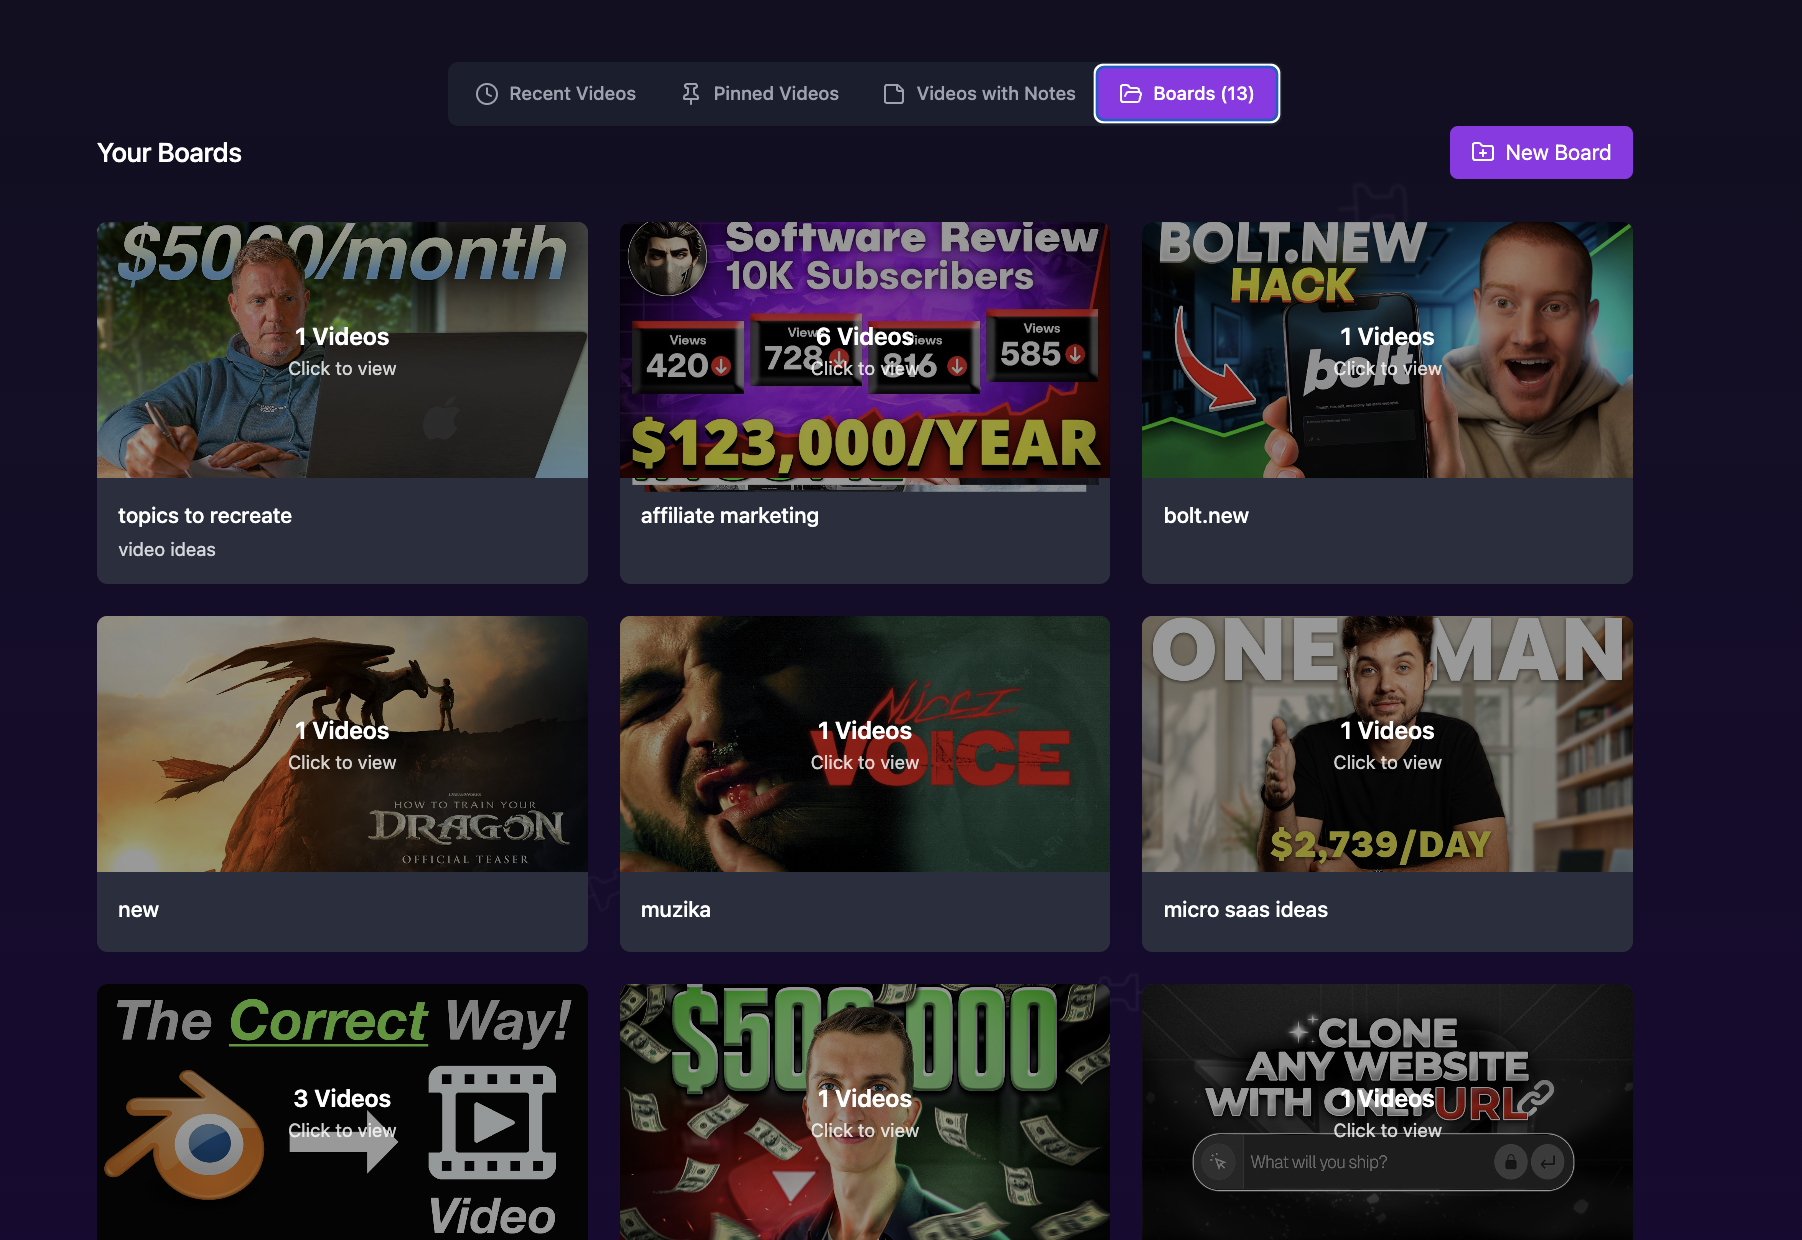 Recent Videos
Pinned Videos
Videos with Notes
Boards (13)
Your Boards
New Board
$5000/month
1 Videos
Click to view
topics to recreate
video ideas
Software Review
10K Subscribers
Views
420
Views
728
Views
816
Views
585
6 Videos
Click to view
$123,000/YEAR
affiliate marketing
BOLT.NEW
HACK
bolt
1 Videos
Click to view
bolt.new
1 Videos
Click to view
HOW TO TRAIN YOUR
DRAGON
OFFICIAL TEASER
new
NUCCI
VOICE
1 Videos
Click to view
muzika
ONE MAN
1 Videos
Click to view
$2,739/DAY
micro saas ideas
The Correct Way!
3 Videos
Click to view
Video
$500,000
1 Videos
Click to view
CLONE
ANY WEBSITE
WITH ONLY URL
1 Videos
Click to view
What will you ship?